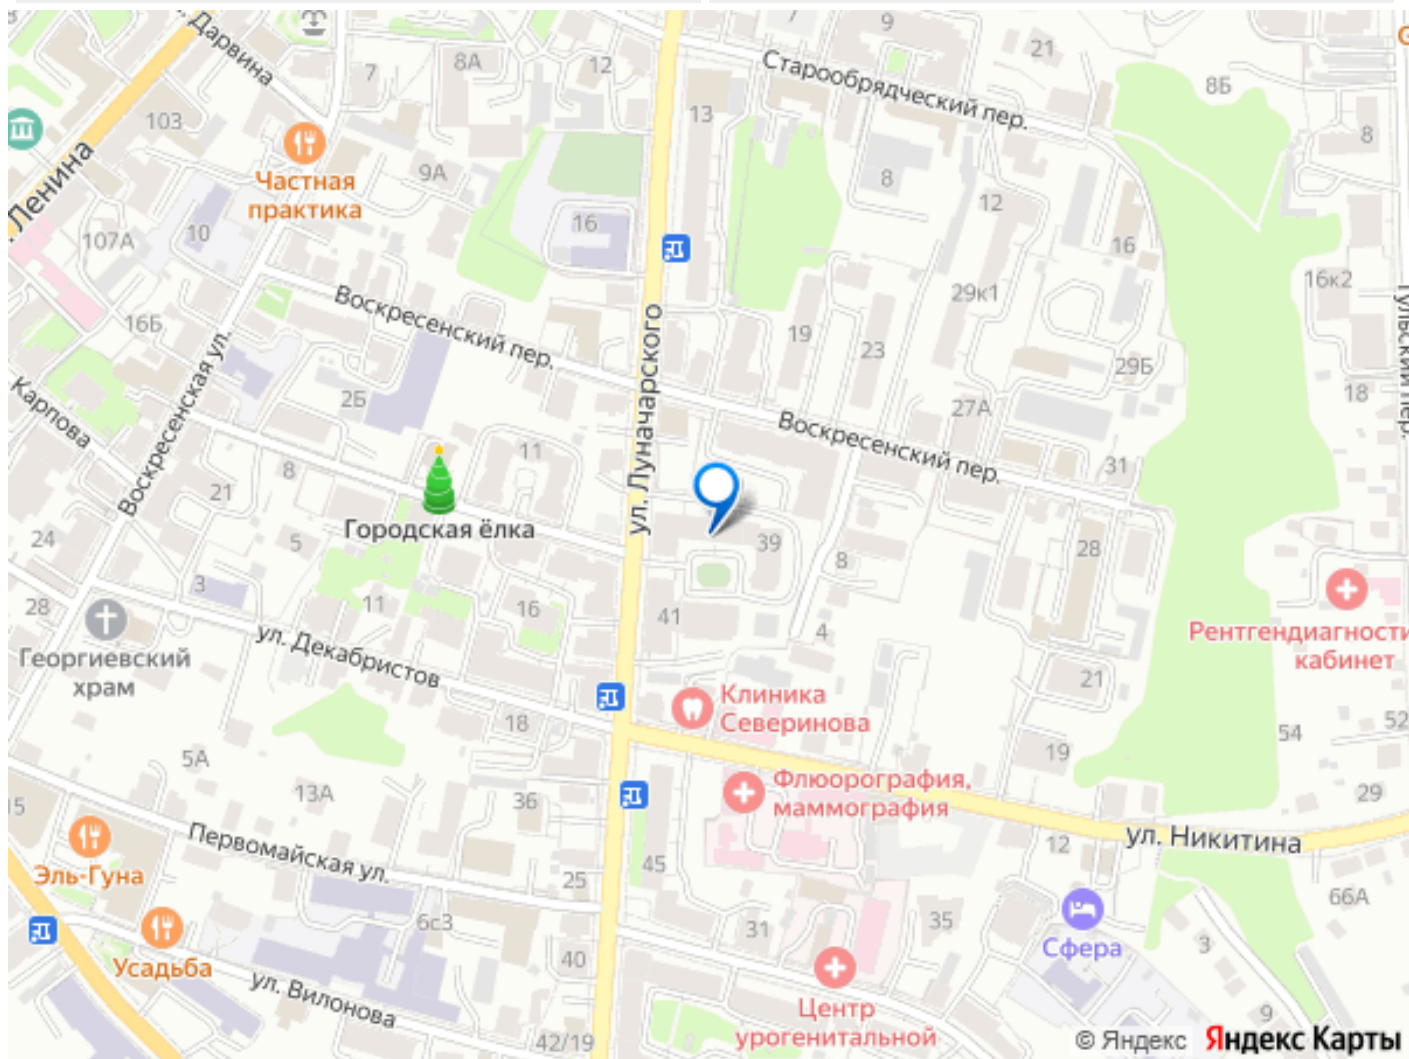 Дарвина
7
8А
12
9
7
21
8Б
Старообрядческий пер.
13
8
103
Частная
практика
9А
8
12
Ленина
107А
10
16
16
Воскресенский пер.
29к1
16к2
16Б
19
23
29Б
Тульский пер.
18
Карпова
Воскресенская ул.
2Б
ул. Луначарского
27А
Воскресенский пер.
8
11
31
21
Городская ёлка
24
5
39
28
8
3
28
11
16
41
4
Георгиевский
храм
ул. Декабристов
Рентгендиагности
кабинет
21
Клиника
Северинова
18
52
54
19
5А
13А
36
Флюорография,
маммография
29
15
Первомайская ул.
ул. Никитина
12
Эль-Гуна
45
25
66А
6с3
31
35
Сфера
3
Усадьба
40
ул. Вилонова
Центр
урогенитальной
9
42/19
© Яндекс Яндекс Карты